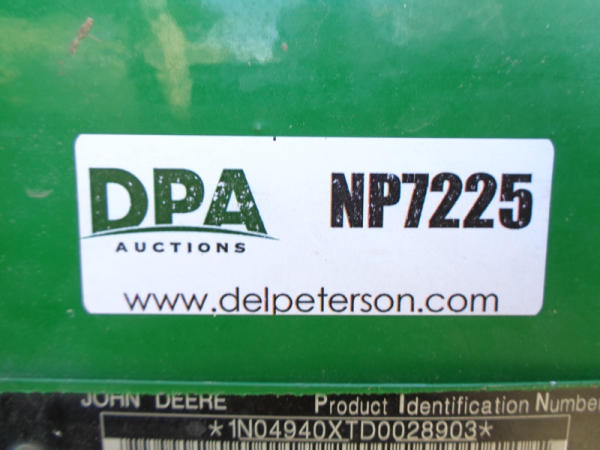 DPA
AUCTIONS
NP7225
www.delpeterson.com
JOHN DEERE Product Identification Number
*1N04940XTD0028903*